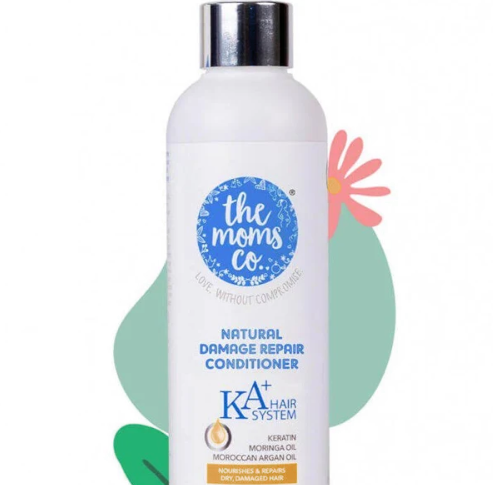 the
moms
co.
®
LOVE WITHOUT COMPROMISE
NATURAL
DAMAGE REPAIR
CONDITIONER
KA+ HAIR
SYSTEM
KERATIN
MORINGA OIL
MOROCCAN ARGAN OIL
NOURISHES & REPAIRS
DRY, DAMAGED HAIR